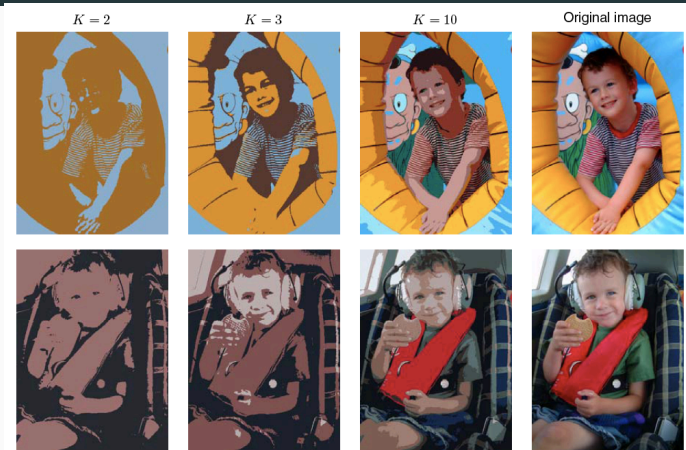 K = 2
K = 3
K = 10
Original image